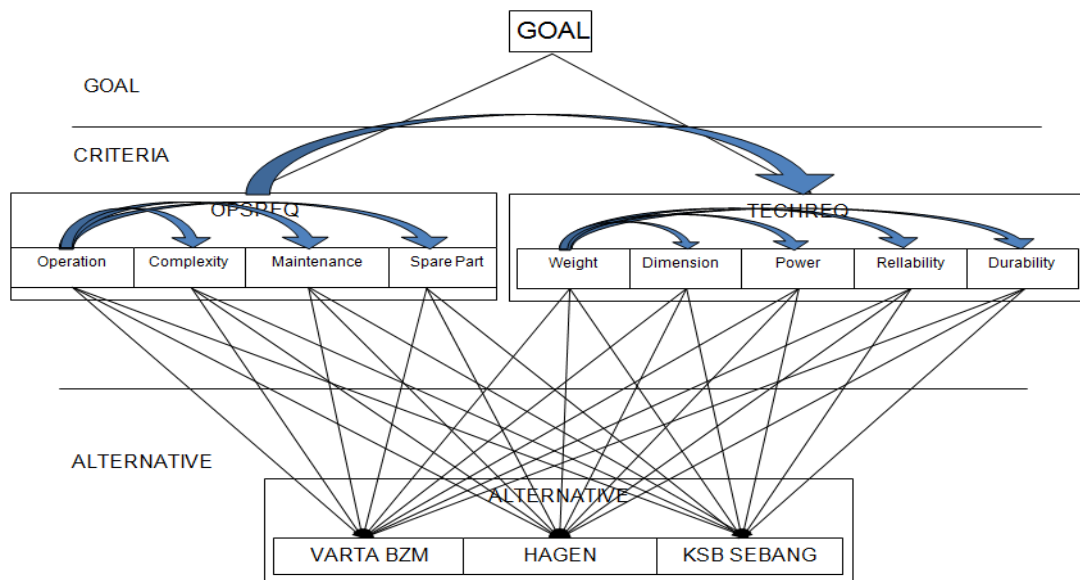 GOAL
GOAL
CRITERIA
OPSREQ
TECHREQ
Operation Complexity Maintenance Spare Part
Weight Dimension Power Rellability Durability
ALTERNATIVE
ALTERNATIVE
VARTA BZM HAGEN KSB SEBANG